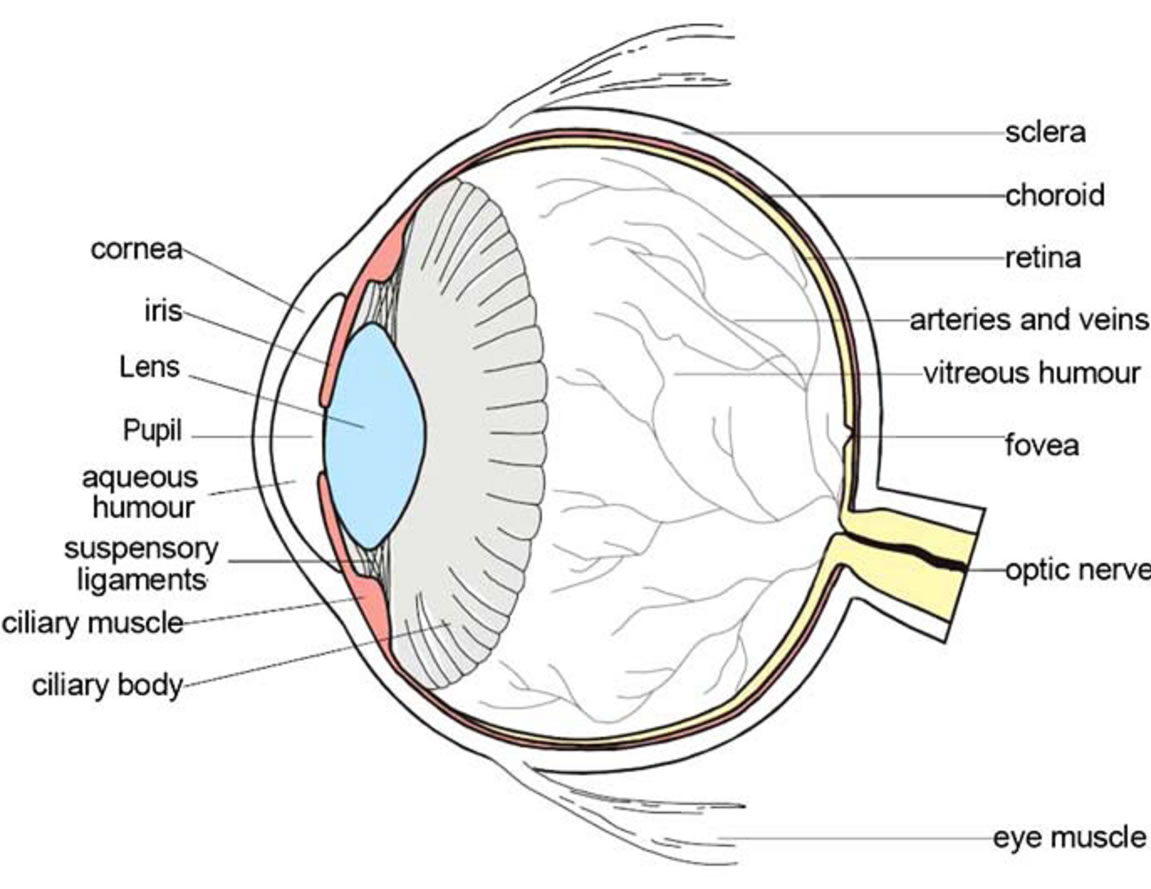 cornea
iris
Lens
Pupil
aqueous
humour
suspensory
ligaments
ciliary muscle
ciliary body
sclera
choroid
retina
arteries and veins
vitreous humour
fovea
optic nerve
eye muscle